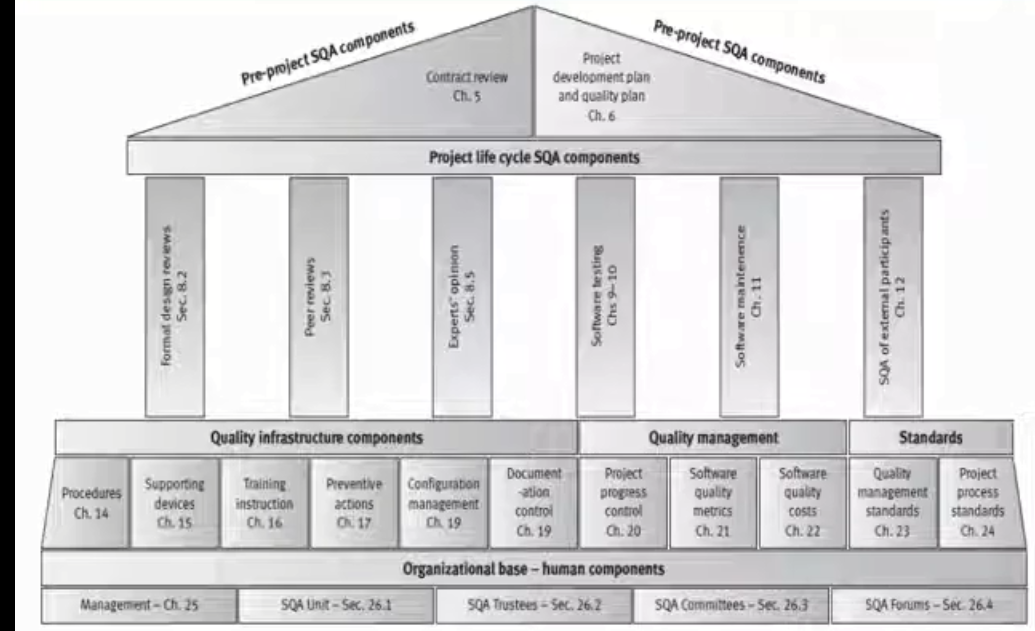 Pre-project SQA components
Pre-project SQA components
Contract review
Ch. 5
Project
development plan
and quality plan
Ch. 6
Project life cycle SQA components
Formal design reviews
Sec. 8.2
Peer reviews
Sec. 8.3
Experts' opinion
Sec. 8.5
Software testing
Chs 9–10
Software maintenence
Ch. 11
SQA of external participants
Ch. 12
Quality infrastructure components
Quality management
Standards
Procedures
Ch. 14
Supporting
devices
Ch. 15
Training
instruction
Ch. 16
Preventive
actions
Ch. 17
Configuration
management
Ch. 19
Document
-ation
control
Ch. 19
Project
progress
control
Ch. 20
Software
quality
metrics
Ch. 21
Software
quality
costs
Ch. 22
Quality
management
standards
Ch. 23
Project
process
standards
Ch. 24
Organizational base – human components
Management – Ch. 25
SQA Unit – Sec. 26.1
SQA Trustees – Sec. 26.2
SQA Committees – Sec. 26.3
SQA Forums – Sec. 26.4